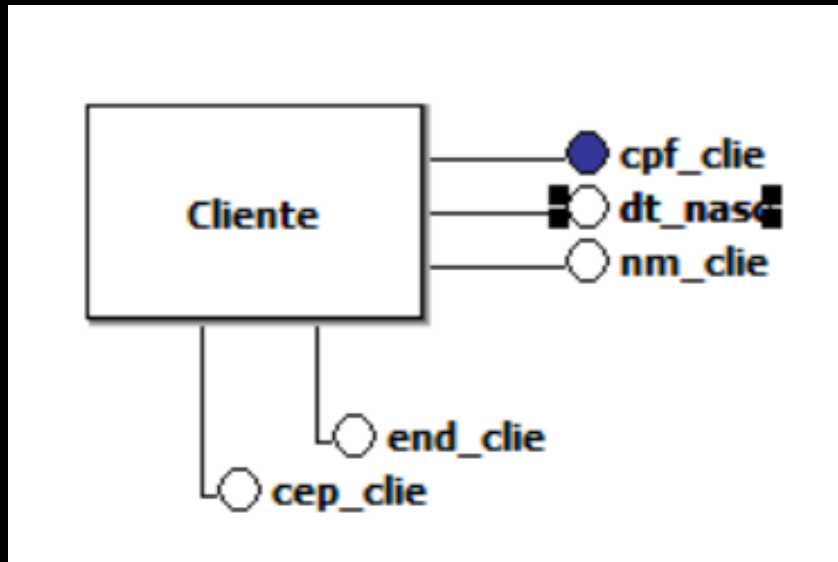 cpf_clie
dt_nasc
Cliente
nm_clie
end_clie
cep_clie